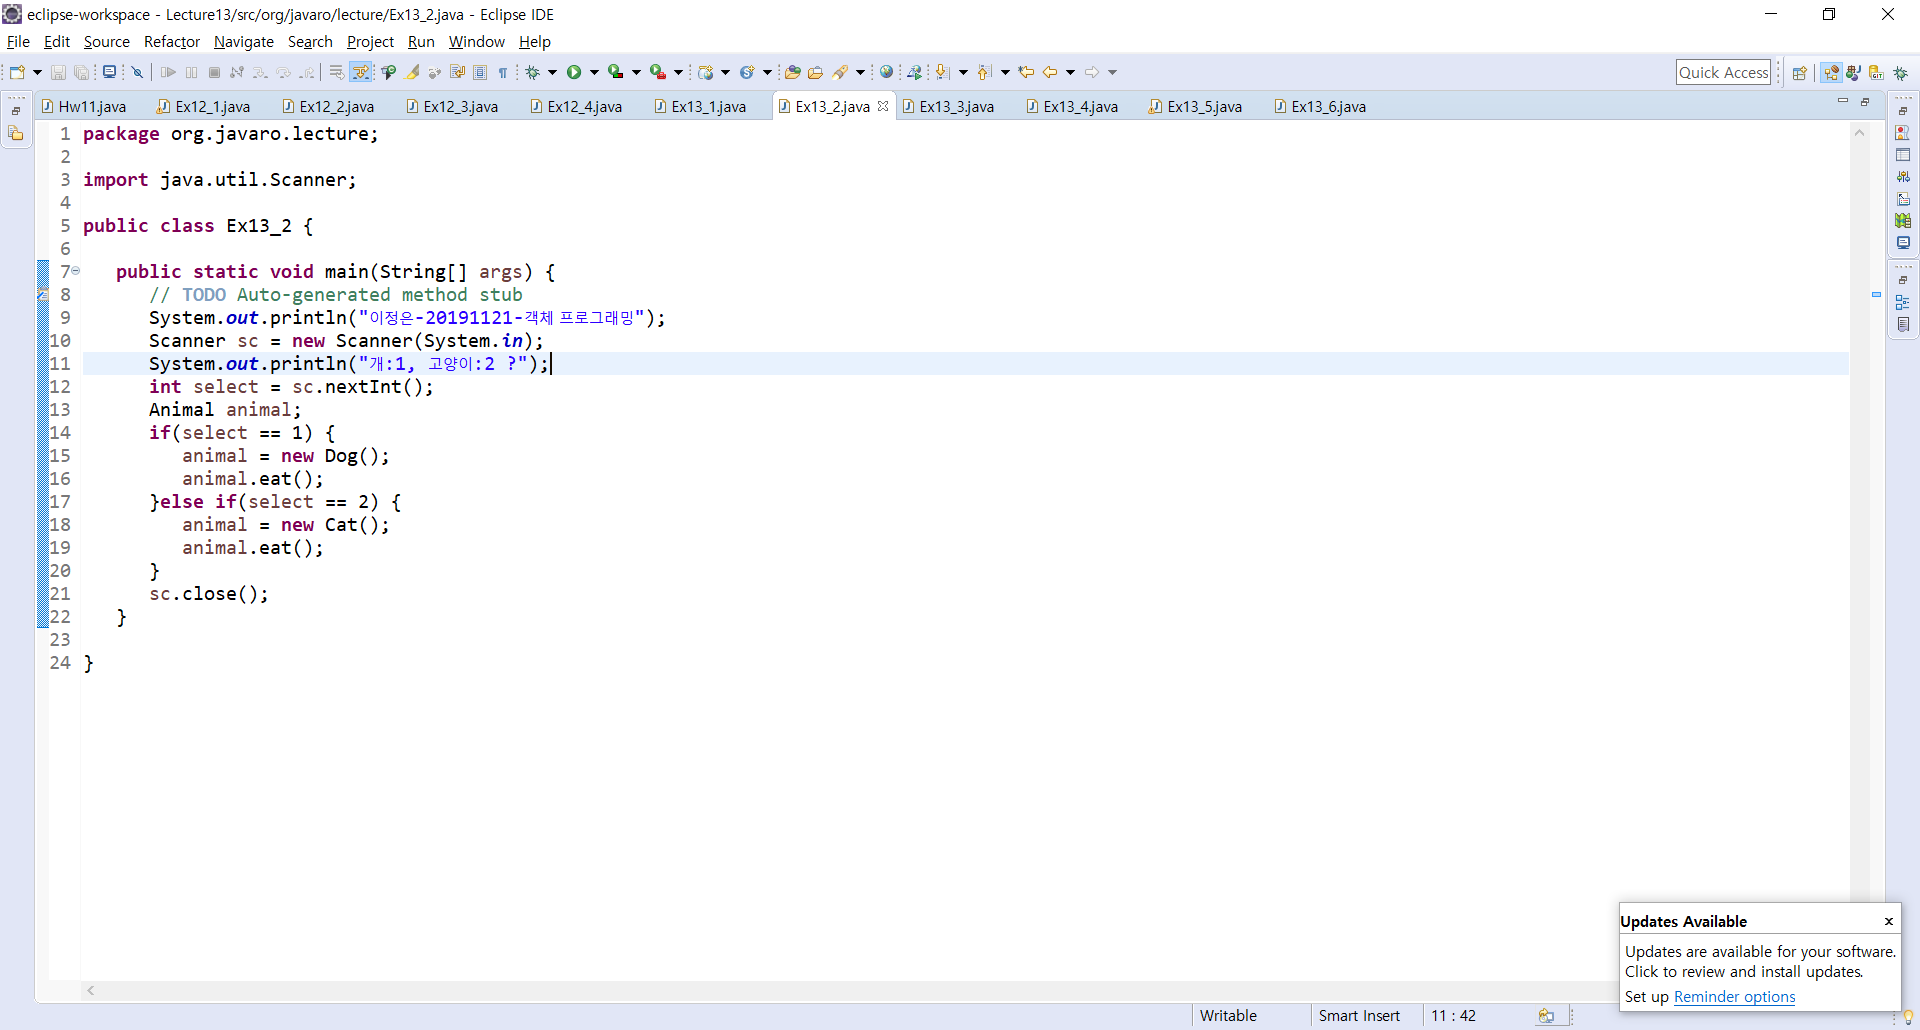 eclipse-workspace - Lecture13/src/org/javaro/lecture/Ex13_2.java - Eclipse IDE
File Edit Source Refactor Navigate Search Project Run Window Help
Quick Access
Hw11.java Ex12_1.java Ex12_2.java Ex12_3.java Ex12_4.java Ex13_1.java Ex13_2.java Ex13_3.java Ex13_4.java Ex13_5.java Ex13_6.java
1 package org.javaro.lecture;
2
3 import java.util.Scanner;
4
5 public class Ex13_2 {
6
7 public static void main(String[] args) {
8 // TODO Auto-generated method stub
9 System.out.println("이정은-20191121-객체 프로그래밍");
10 Scanner sc = new Scanner(System.in);
11 System.out.println("개:1, 고양이:2 ?");
12 int select = sc.nextInt();
13 Animal animal;
14 if(select == 1) {
15 animal = new Dog();
16 animal.eat();
17 }else if(select == 2) {
18 animal = new Cat();
19 animal.eat();
20 }
21 sc.close();
22 }
23
24 }
Updates Available
Updates are available for your software.
Click to review and install updates.
Set up Reminder options
Writable Smart Insert 11 : 42